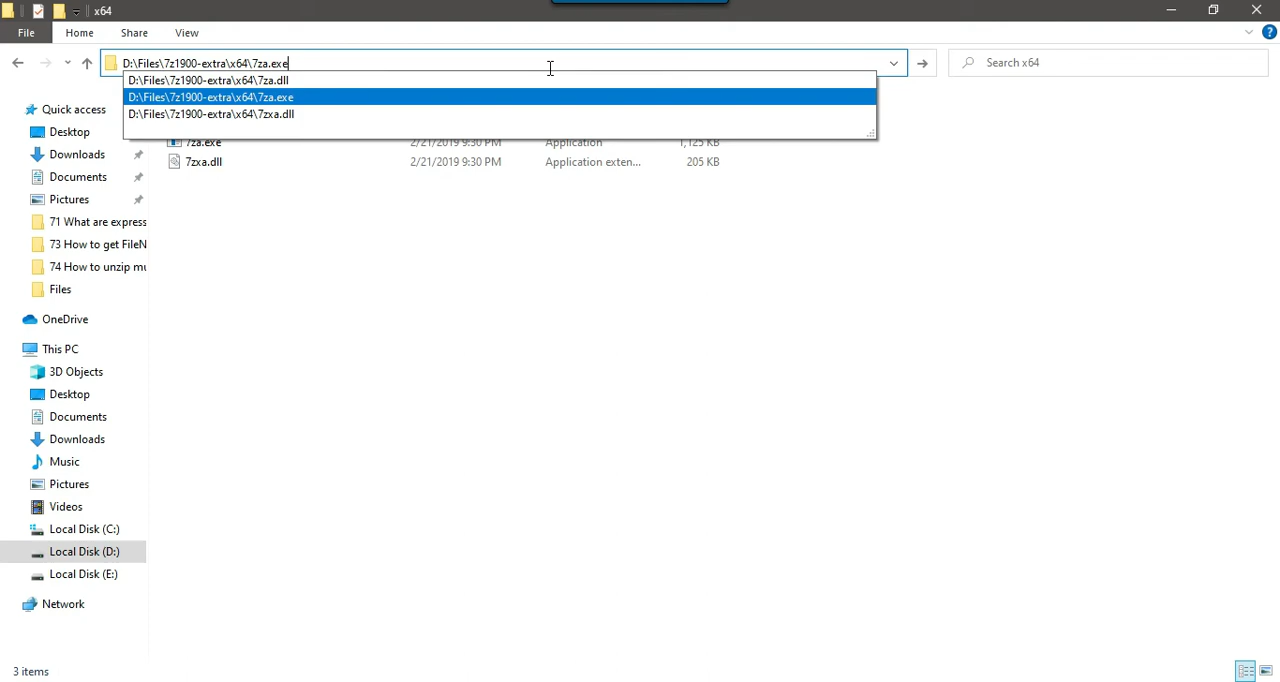 x64
File Home Share View
D:\Files\7z1900-extra\x64\7za.exe
Search x64
D:\Files\7z1900-extra\x64\7za.dll
D:\Files\7z1900-extra\x64\7za.exe
D:\Files\7z1900-extra\x64\7zxa.dll
7za.exe 2/21/2019 9:30 PM Application 1,125 KB
7zxa.dll 2/21/2019 9:30 PM Application exten... 205 KB
Quick access
Desktop
Downloads
Documents
Pictures
71 What are express
73 How to get FileN
74 How to unzip mu
Files
OneDrive
This PC
3D Objects
Desktop
Documents
Downloads
Music
Pictures
Videos
Local Disk (C:)
Local Disk (D:)
Local Disk (E:)
Network
3 items